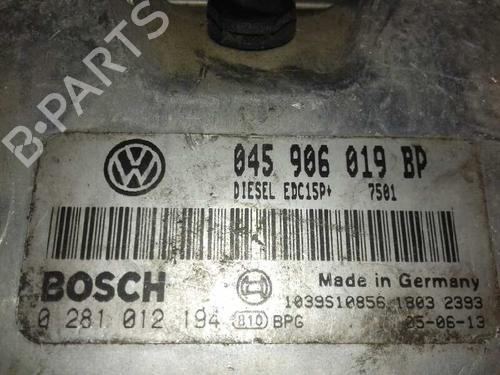 045 906 019 BP
DIESEL EDC15P+ 7501
BOSCH
Made in Germany
1039S10856 1803 2393
0 281 012 194 810 BPG 05-06-13
B-PARTS